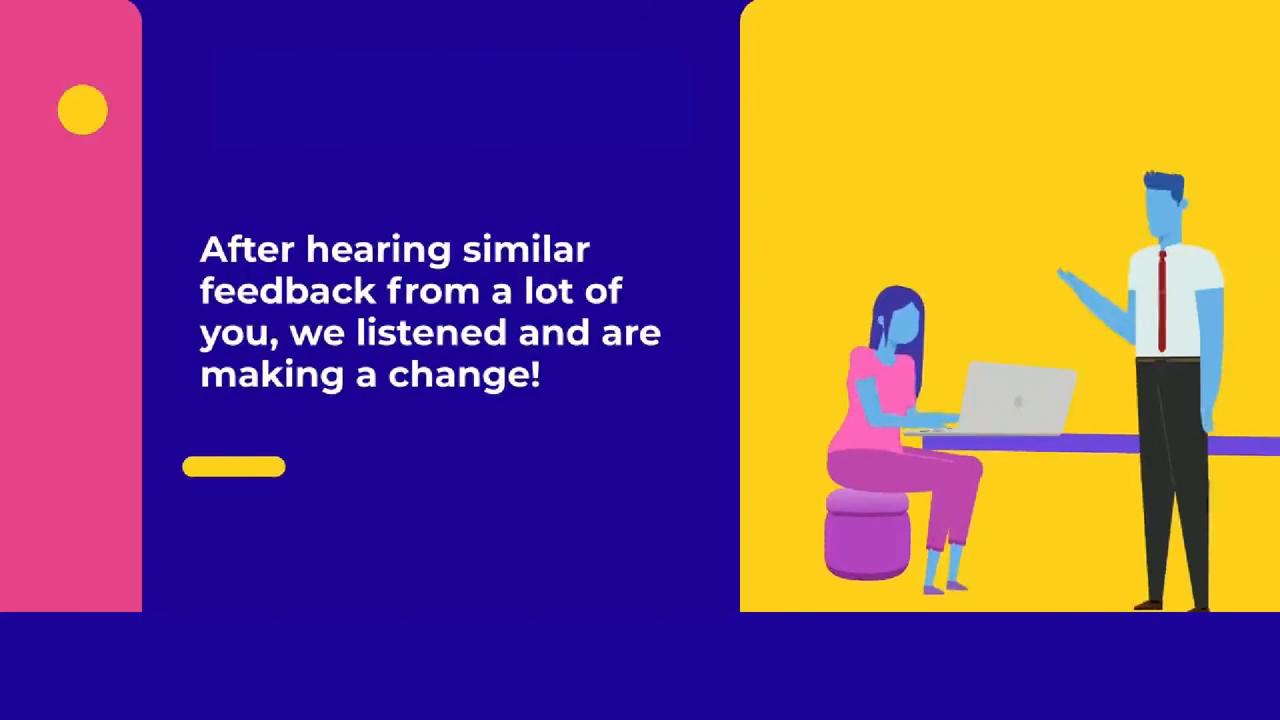 After hearing similar
feedback from a lot of
you, we listened and are
making a change!